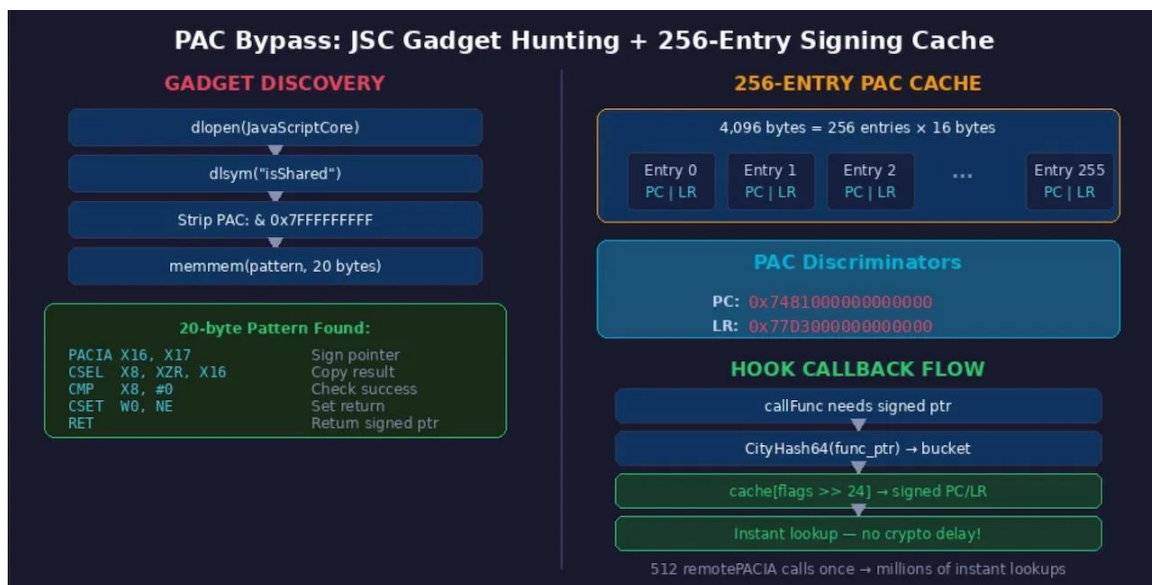 PAC Bypass: JSC Gadget Hunting + 256-Entry Signing Cache
GADGET DISCOVERY
dlopen(JavaScriptCore)
dlsym("isShared")
Strip PAC: & 0x7FFFFFFFFF
memmem(pattern, 20 bytes)
20-byte Pattern Found:
PACIA X16, X17 Sign pointer
CSEL X8, XZR, X16 Copy result
CMP X8, #0 Check success
CSET W0, NE Set return
RET Return signed ptr
256-ENTRY PAC CACHE
4,096 bytes = 256 entries × 16 bytes
Entry 0 Entry 1 Entry 2 ... Entry 255
PC | LR PC | LR PC | LR PC | LR
PAC Discriminators
PC: 0x7481000000000000
LR: 0x77D3000000000000
HOOK CALLBACK FLOW
callFunc needs signed ptr
CityHash64(func_ptr) → bucket
cache[flags >> 24] → signed PC/LR
Instant lookup — no crypto delay!
512 remotePACIA calls once → millions of instant lookups